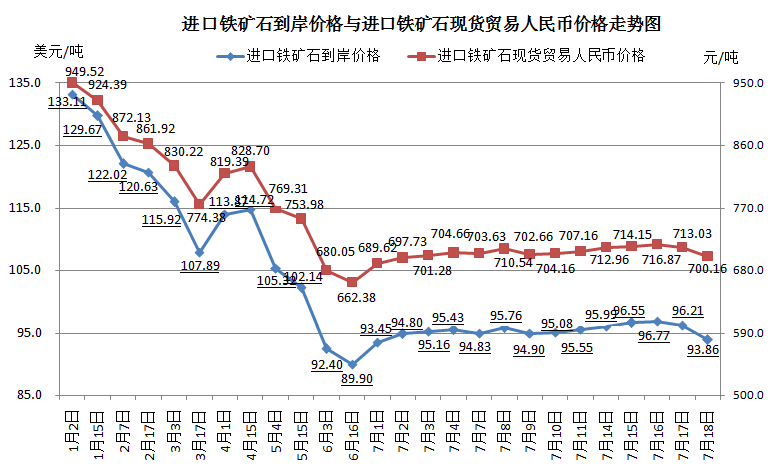 进口铁矿石到岸价格与进口铁矿石现货贸易人民币价格走势图
美元/吨
进口铁矿石到岸价格
进口铁矿石现货贸易人民币价格
元/吨
135.0
125.0
115.0
105.0
95.0
85.0
950.0
860.0
770.0
680.0
590.0
500.0
949.52
924.39
872.13
861.92
830.22
774.38
819.39
828.70
769.31
753.98
680.05
662.38
689.62
697.73
701.28
704.66
703.63
710.54
702.66
704.16
707.16
712.96
714.15
716.87
713.03
700.16
133.11
129.67
122.02
120.63
115.92
107.89
114.72
102.14
92.40
89.90
93.45
94.80
95.16
95.43
94.83
95.76
94.90
95.08
95.55
95.99
96.55
96.77
96.21
93.86
1月2日
1月15日
2月7日
2月17日
3月3日
3月17日
4月1日
4月15日
5月4日
5月15日
6月3日
6月16日
7月1日
7月2日
7月3日
7月4日
7月7日
7月8日
7月9日
7月10日
7月11日
7月14日
7月15日
7月16日
7月17日
7月18日